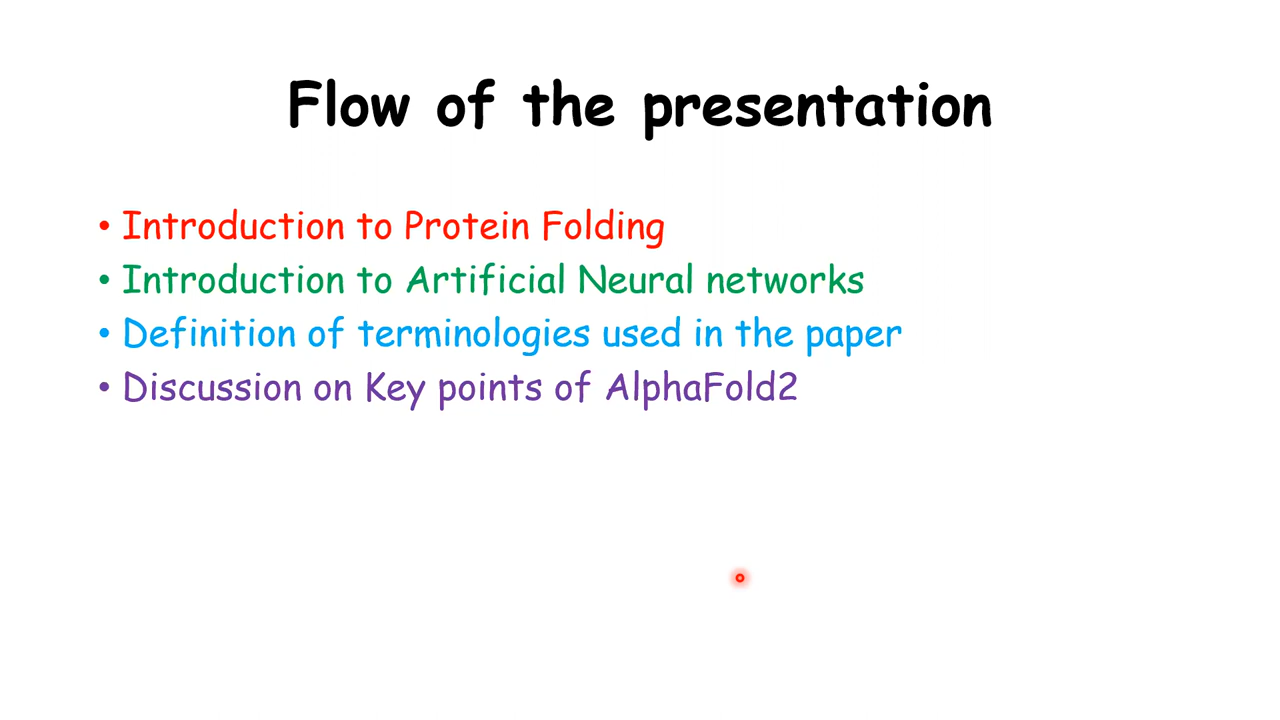 Flow of the presentation
• Introduction to Protein Folding
• Introduction to Artificial Neural networks
• Definition of terminologies used in the paper
• Discussion on Key points of AlphaFold2